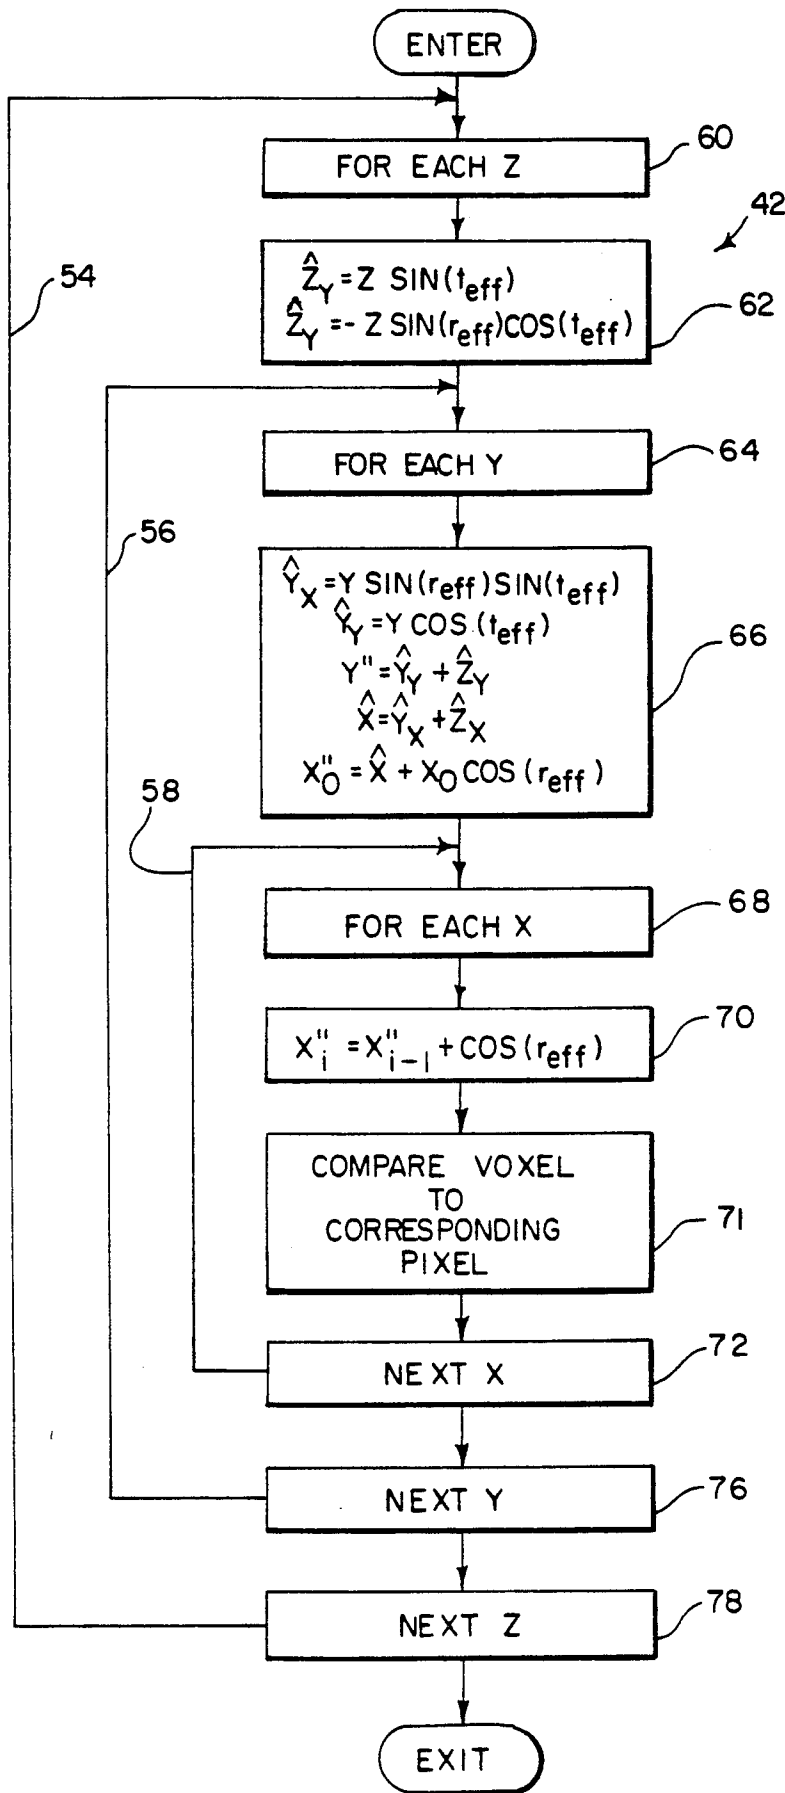 ENTER
FOR EACH Z
60
42
Ẑ_Y = Z SIN(t_eff)
Ẑ_Y = - Z SIN(r_eff)COS(t_eff)
62
54
FOR EACH Y
64
56
Ŷ_X = Y SIN(r_eff)SIN(t_eff)
Ŷ_Y = Y COS(t_eff)
Y" = Ŷ_Y + Ẑ_Y
X̂ = Ŷ_X + Ẑ_X
X"_0 = X̂ + X_0 COS(r_eff)
66
58
FOR EACH X
68
X"_i = X"_i-1 + COS(r_eff)
70
COMPARE VOXEL
TO
CORRESPONDING
PIXEL
71
NEXT X
72
NEXT Y
76
NEXT Z
78
EXIT